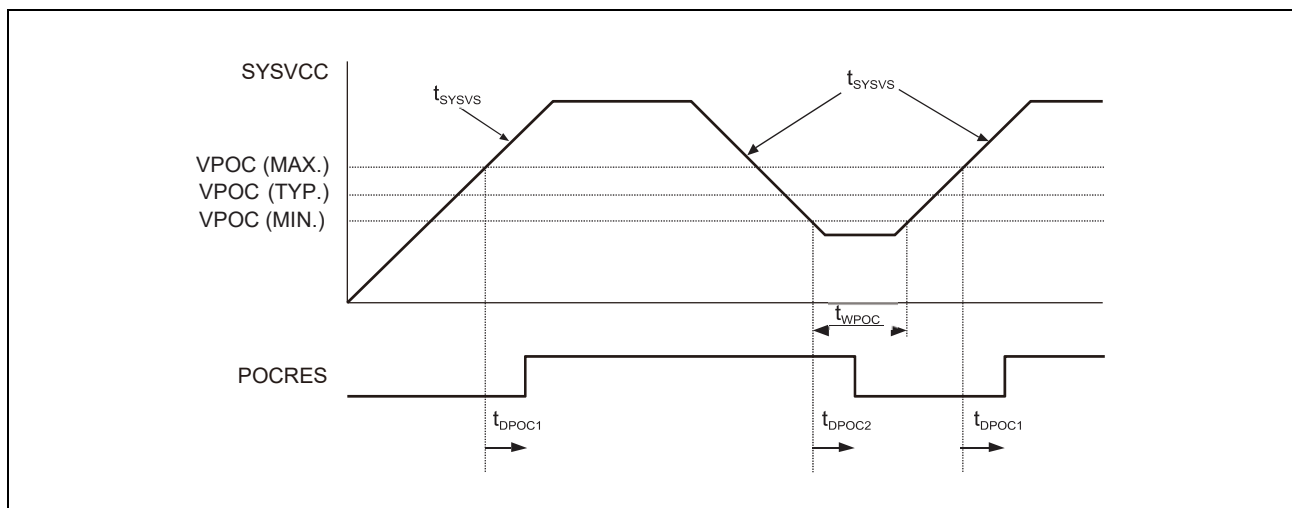 SYSVCC
tSYSVS
tSYSVS
VPOC (MAX.)
VPOC (TYP.)
VPOC (MIN.)
tWPOC
POCRES
tDPOC1
tDPOC2
tDPOC1